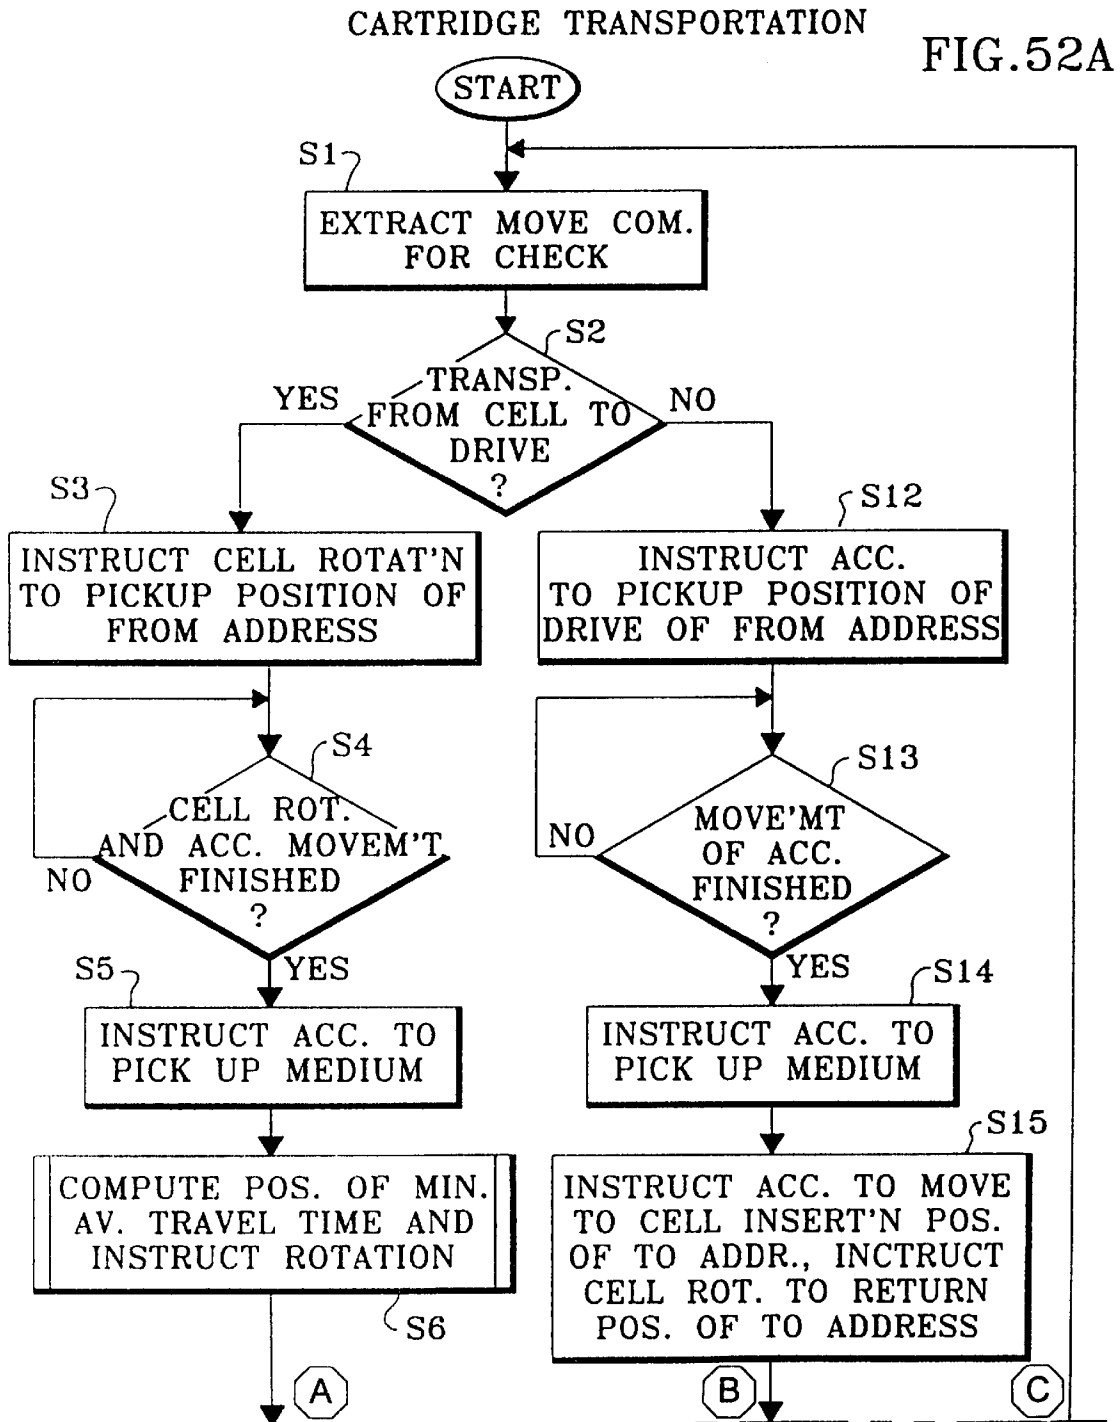 CARTRIDGE TRANSPORTATION
FIG.52A
START
S1
EXTRACT MOVE COM.
FOR CHECK
S2
TRANSP.
FROM CELL TO
DRIVE
?
YES
NO
S3
INSTRUCT CELL ROTAT'N
TO PICKUP POSITION OF
FROM ADDRESS
S12
INSTRUCT ACC.
TO PICKUP POSITION OF
DRIVE OF FROM ADDRESS
S4
CELL ROT.
AND ACC. MOVEM'T
FINISHED
?
NO
YES
S13
MOVE'MT
OF ACC.
FINISHED
?
NO
YES
S5
INSTRUCT ACC. TO
PICK UP MEDIUM
S14
INSTRUCT ACC. TO
PICK UP MEDIUM
COMPUTE POS. OF MIN.
AV. TRAVEL TIME AND
INSTRUCT ROTATION
S6
S15
INSTRUCT ACC. TO MOVE
TO CELL INSERT'N POS.
OF TO ADDR., INCTRUCT
CELL ROT. TO RETURN
POS. OF TO ADDRESS
A
B
C